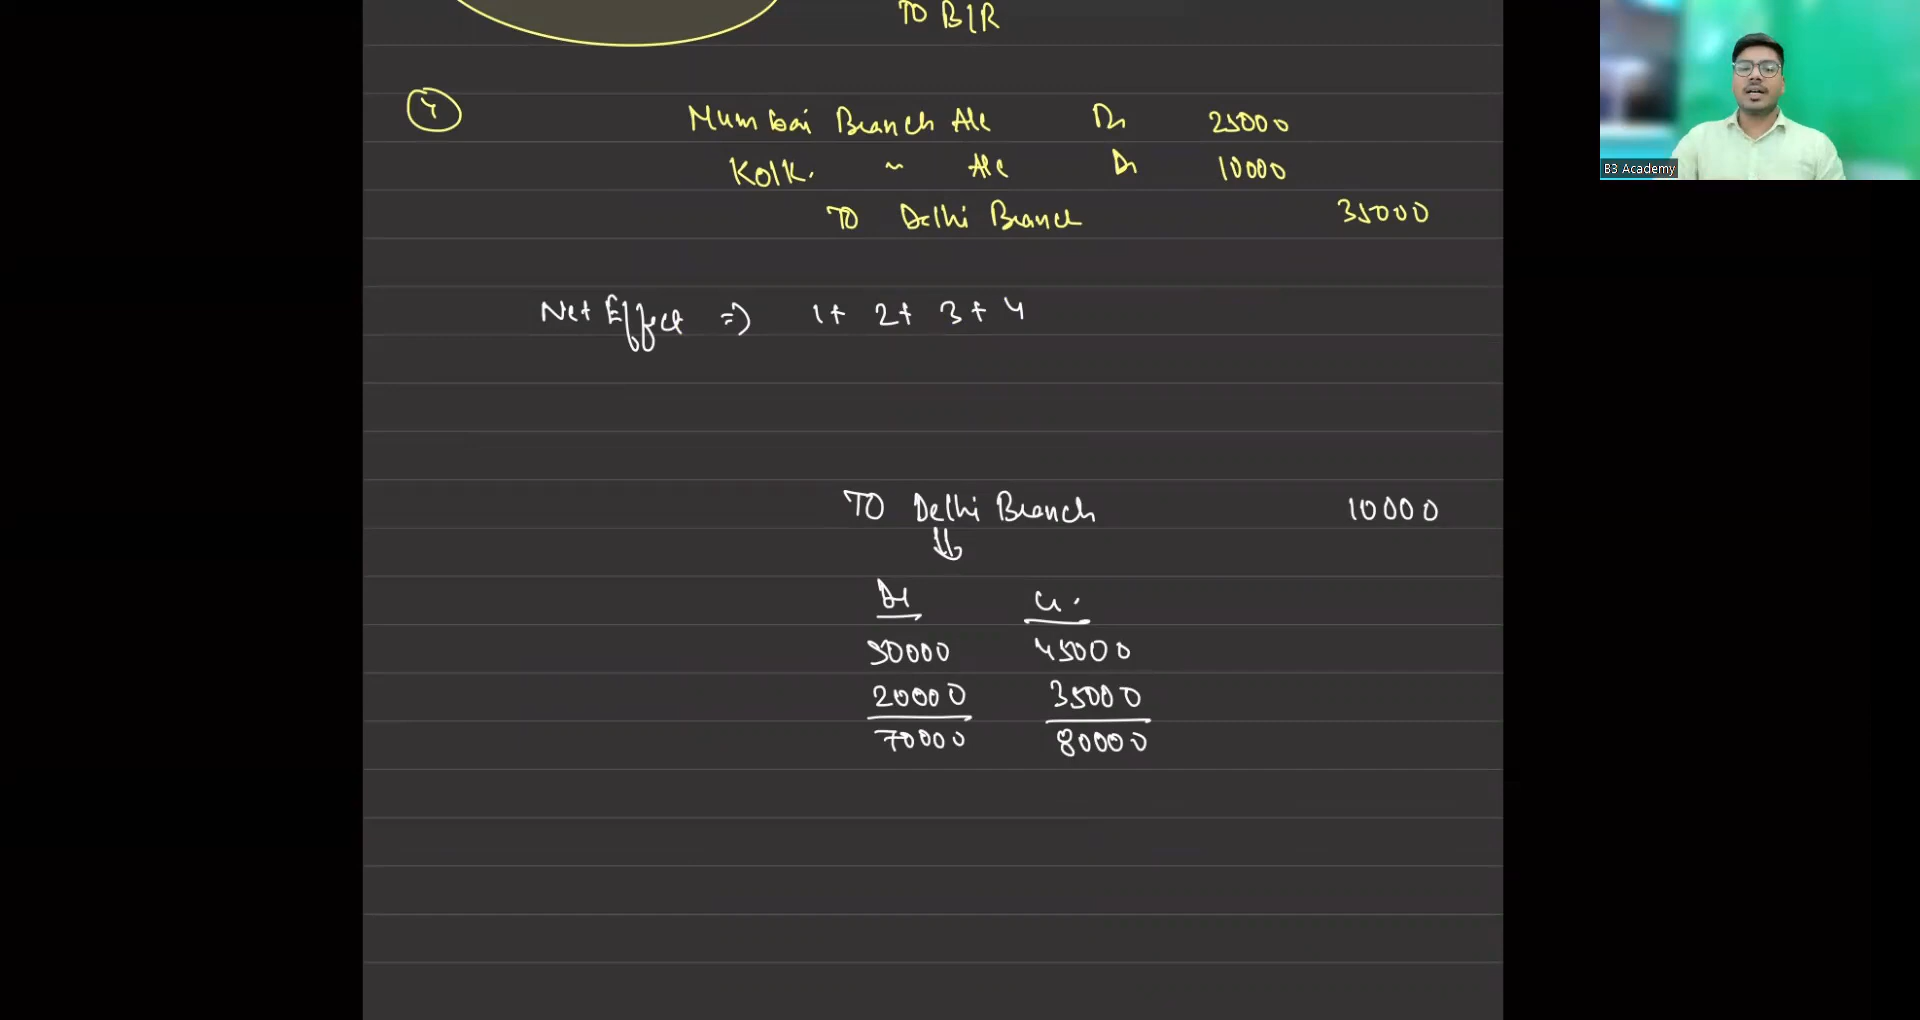 TO B/R
B3 Academy
4
Mumbai Branch A/c Dr 25000
Kolk. ~ A/c Dr 10000
TO Delhi Branch 35000
Net Effect => 1+ 2+ 3+ 4
TO Delhi Branch 10000
Dr Cr.
50000 45000
20000 35000
70000 80000